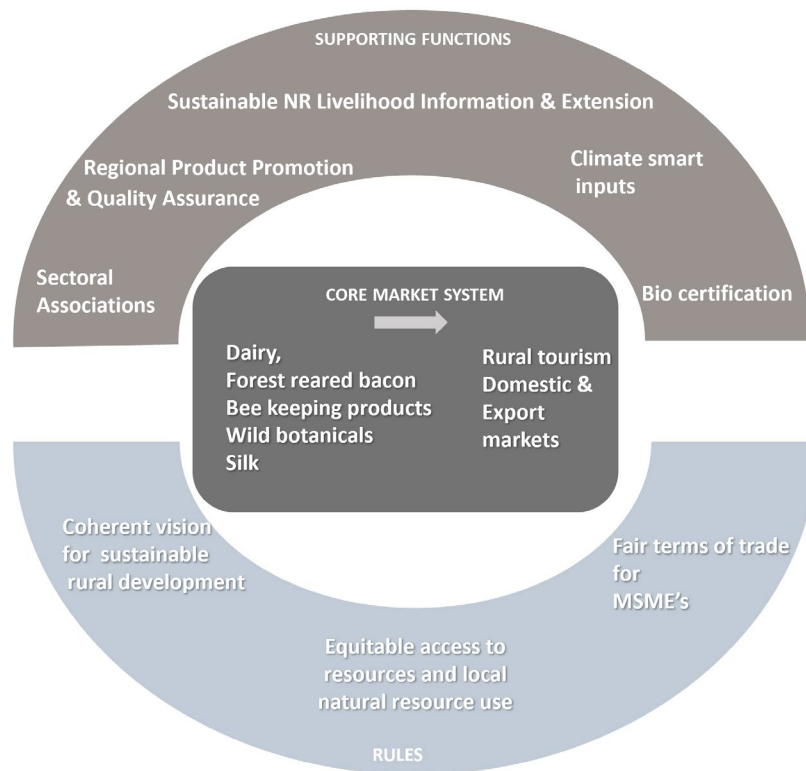 SUPPORTING FUNCTIONS
Sustainable NR Livelihood Information & Extension
Regional Product Promotion
& Quality Assurance
Climate smart
inputs
Sectoral
Associations
Bio certification
CORE MARKET SYSTEM
Dairy,
Forest reared bacon
Bee keeping products
Wild botanicals
Silk
Rural tourism
Domestic &
Export
markets
Coherent vision
for sustainable
rural development
Fair terms of trade
for
MSME’s
Equitable access to
resources and local
natural resource use
RULES